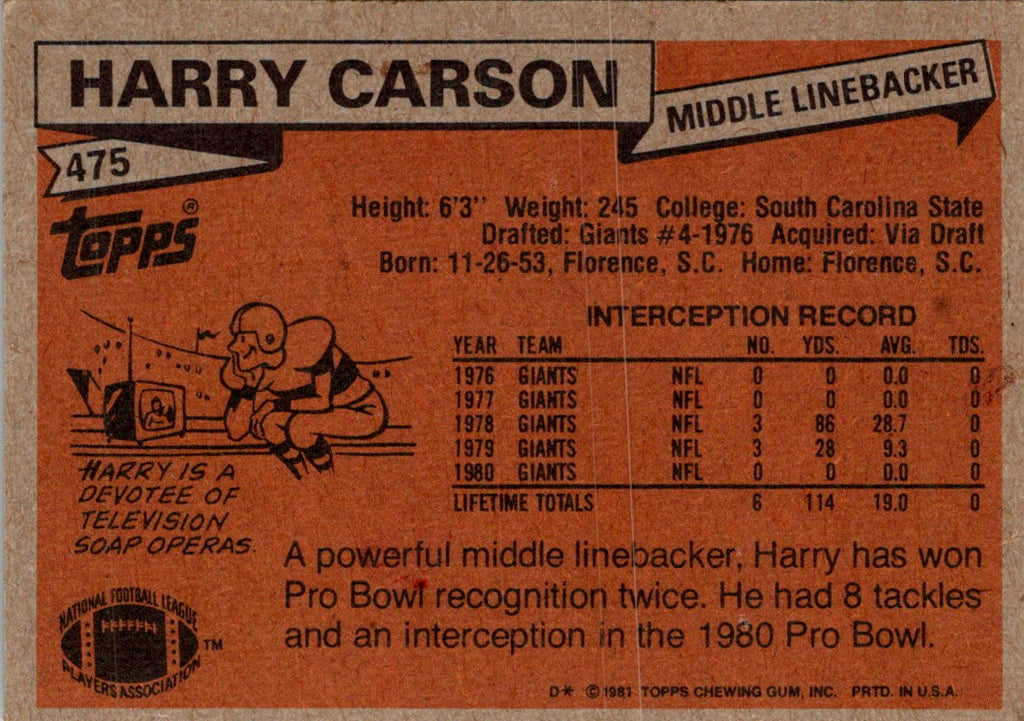 HARRY CARSON
MIDDLE LINEBACKER
475
Topps®
Height: 6'3" Weight: 245 College: South Carolina State
Drafted: Giants #4-1976 Acquired: Via Draft
Born: 11-26-53, Florence, S.C. Home: Florence, S.C.
INTERCEPTION RECORD
YEAR TEAM NO. YDS. AVG. TDS.
1976 GIANTS NFL 0 0 0.0 0
1977 GIANTS NFL 0 0 0.0 0
1978 GIANTS NFL 3 86 28.7 0
1979 GIANTS NFL 3 28 9.3 0
1980 GIANTS NFL 0 0 0.0 0
LIFETIME TOTALS 6 114 19.0 0
HARRY IS A
DEVOTEE OF
TELEVISION
SOAP OPERAS.
A powerful middle linebacker, Harry has won
Pro Bowl recognition twice. He had 8 tackles
and an interception in the 1980 Pro Bowl.
NATIONAL FOOTBALL LEAGUE
PLAYERS ASSOCIATION
TM
D* © 1981 TOPPS CHEWING GUM, INC. PRTD. IN U.S.A.